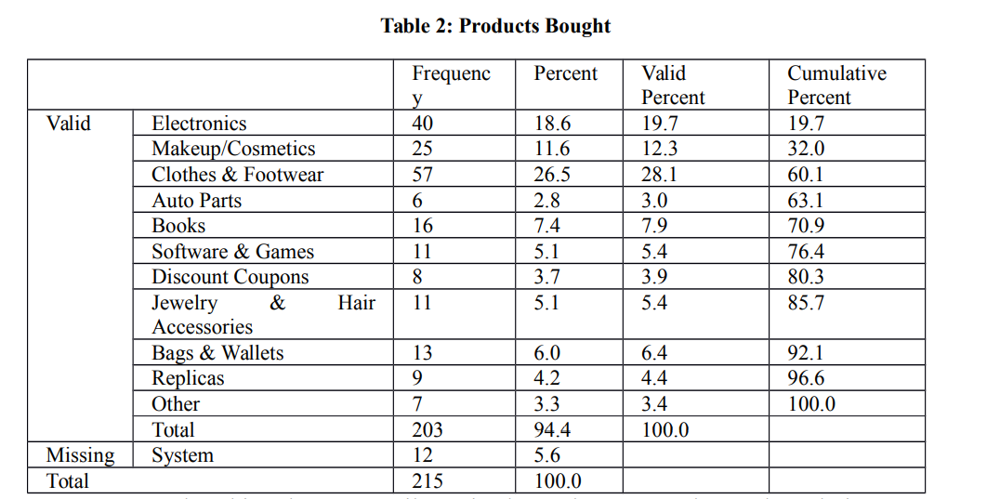 Table 2: Products Bought
Frequenc
y Percent Valid
Percent Cumulative
Percent
Valid Electronics 40 18.6 19.7 19.7
Makeup/Cosmetics 25 11.6 12.3 32.0
Clothes & Footwear 57 26.5 28.1 60.1
Auto Parts 6 2.8 3.0 63.1
Books 16 7.4 7.9 70.9
Software & Games 11 5.1 5.4 76.4
Discount Coupons 8 3.7 3.9 80.3
Jewelry & Hair
Accessories 11 5.1 5.4 85.7
Bags & Wallets 13 6.0 6.4 92.1
Replicas 9 4.2 4.4 96.6
Other 7 3.3 3.4 100.0
Total 203 94.4 100.0
Missing System 12 5.6
Total 215 100.0